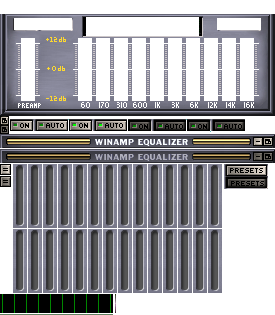 +12 db
+0 db
-12 db
PREAMP 60 170 310 600 1K 3K 6K 12K 14K 16K
ON AUTO ON AUTO ON AUTO ON AUTO
WINAMP EQUALIZER
WINAMP EQUALIZER
PRESETS
PRESETS